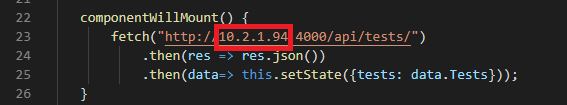 22 componentWillMount() {
23 fetch("http://10.2.1.94:4000/api/tests/")
24 .then(res => res.json())
25 .then(data=> this.setState({tests: data.Tests}));
26 }